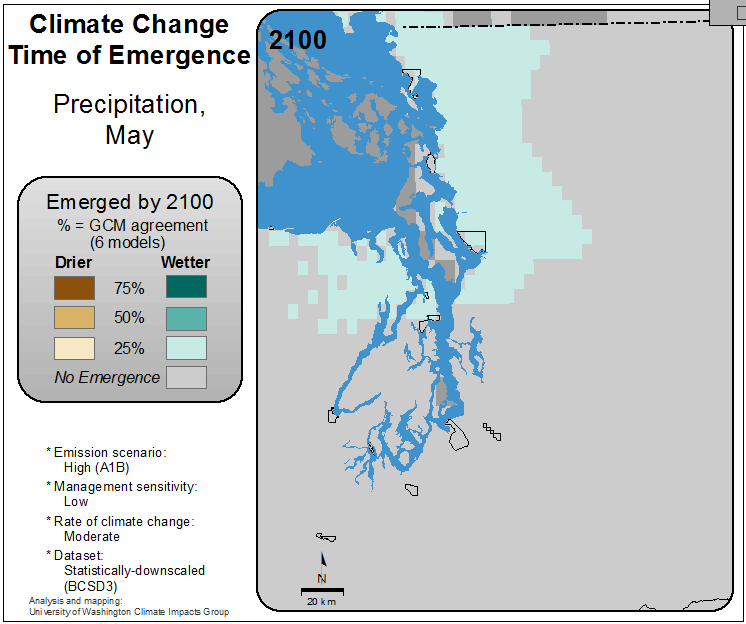 Climate Change
Time of Emergence
Precipitation,
May
Emerged by 2100
% = GCM agreement
(6 models)
Drier Wetter
75%
50%
25%
No Emergence
* Emission scenario:
High (A1B)
* Management sensitivity:
Low
* Rate of climate change:
Moderate
* Dataset:
Statistically-downscaled
(BCSD3)
Analysis and mapping:
University of Washington Climate Impacts Group
2100
N
20 km